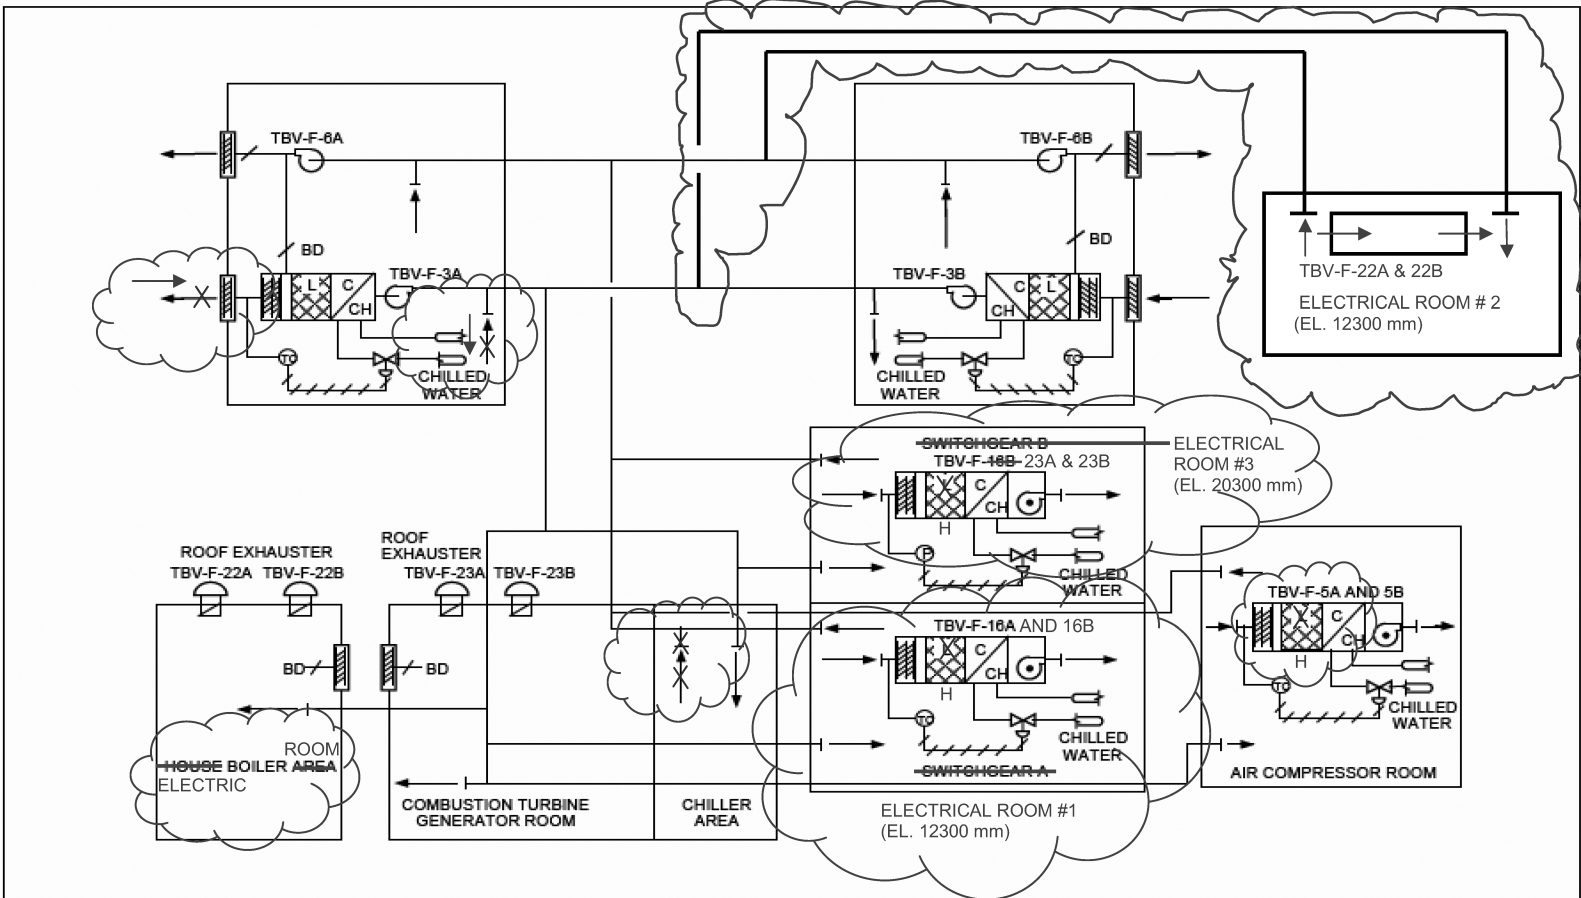 TBV-F-6A
TBV-F-6B
BD
BD
L
C
CH
TBV-F-3A
TBV-F-3B
C
L
CH
TC
TC
CHILLED
WATER
CHILLED
WATER
TBV-F-22A & 22B
ELECTRICAL ROOM # 2
(EL. 12300 mm)
SWITCHGEAR B
TBV-F-16B 23A & 23B
ELECTRICAL
ROOM #3
(EL. 20300 mm)
C
CH
H
P
CHILLED
WATER
ROOF EXHAUSTER
TBV-F-22A TBV-F-22B
ROOF
EXHAUSTER
TBV-F-23A TBV-F-23B
BD
BD
TBV-F-16A AND 16B
C
CH
H
TC
CHILLED
WATER
SWITCHGEAR A
ELECTRICAL ROOM #1
(EL. 12300 mm)
TBV-F-5A AND 5B
C
CH
H
TC
CHILLED
WATER
AIR COMPRESSOR ROOM
ROOM
HOUSE BOILER AREA
ELECTRIC
COMBUSTION TURBINE
GENERATOR ROOM
CHILLER
AREA